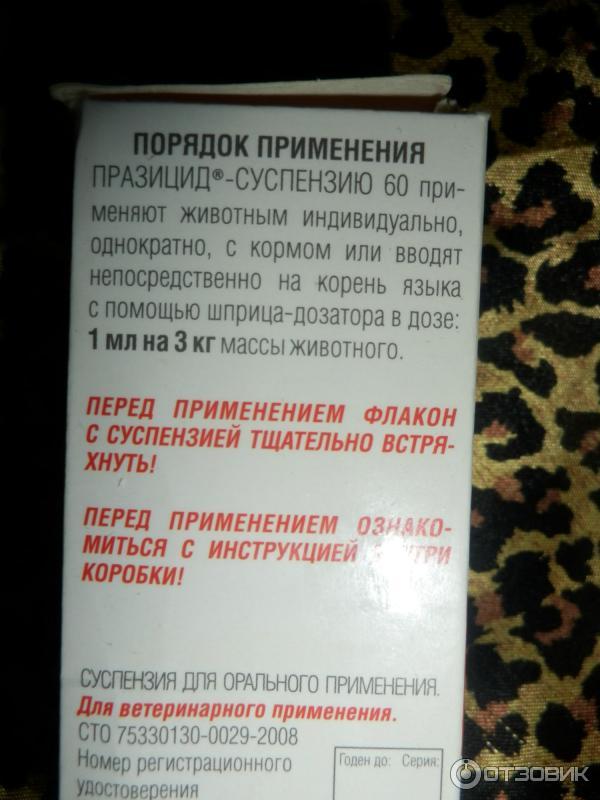 ПОРЯДОК ПРИМЕНЕНИЯ
ПРАЗИЦИД®-СУСПЕНЗИЮ 60 при-
меняют животным индивидуально,
однократно, с кормом или вводят
непосредственно на корень языка
с помощью шприца-дозатора в дозе:
1 мл на 3 кг массы животного.
ПЕРЕД ПРИМЕНЕНИЕМ ФЛАКОН
С СУСПЕНЗИЕЙ ТЩАТЕЛЬНО ВСТРЯ-
ХНУТЬ!
ПЕРЕД ПРИМЕНЕНИЕМ ОЗНАКО-
МИТЬСЯ С ИНСТРУКЦИЕЙ ВНУТРИ
КОРОБКИ!
СУСПЕНЗИЯ ДЛЯ ОРАЛЬНОГО ПРИМЕНЕНИЯ.
Для ветеринарного применения.
СТО 75330130-0029-2008
Номер регистрационного
удостоверения
Годен до: Серия:
ОТЗОВИК